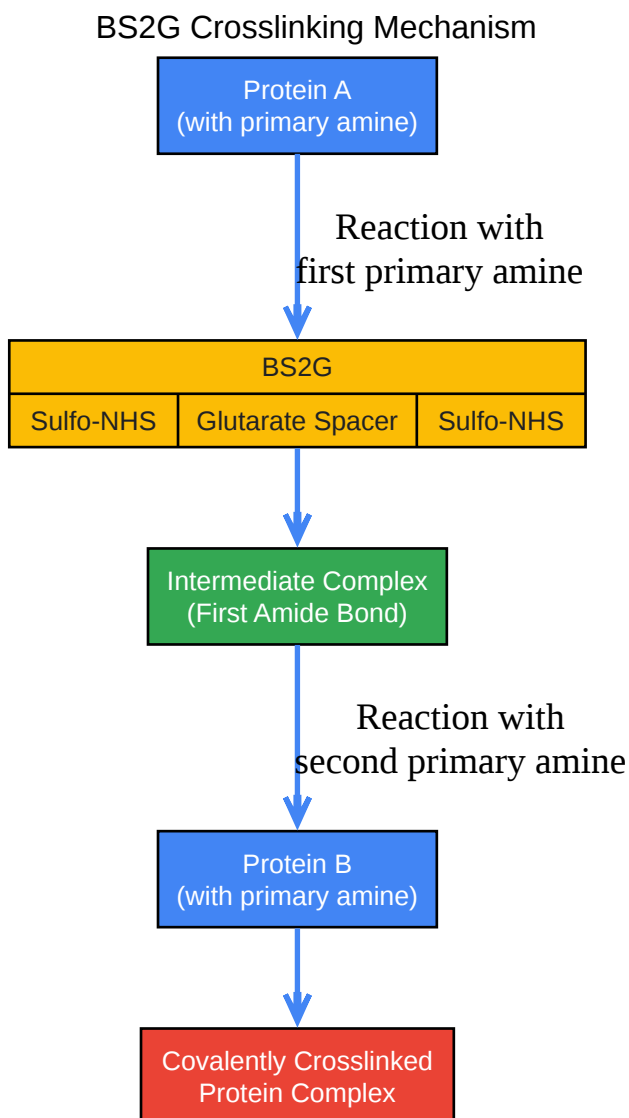 BS2G Crosslinking Mechanism
Protein A
(with primary amine)
Reaction with
first primary amine
BS2G
Sulfo-NHS
Glutarate Spacer
Sulfo-NHS
Intermediate Complex
(First Amide Bond)
Reaction with
second primary amine
Protein B
(with primary amine)
Covalently Crosslinked
Protein Complex